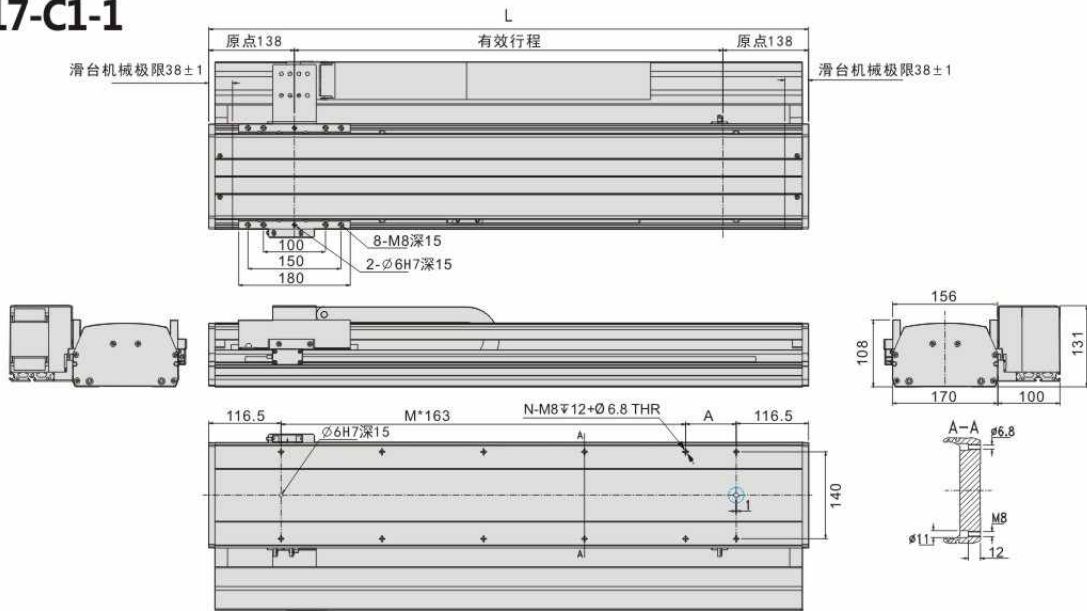 17-C1-1
L
原点138 有效行程 原点138
滑台机械极限38±1 滑台机械极限38±1
8-M8深15
100
2-Ø6H7深15
150
180
156
108
131
170 100
116.5 M*163 N-M8↧12+Ø 6.8 THR A 116.5
Ø6H7深15
A
A-A
ø6.8
140
1
M8
ø11
12
A